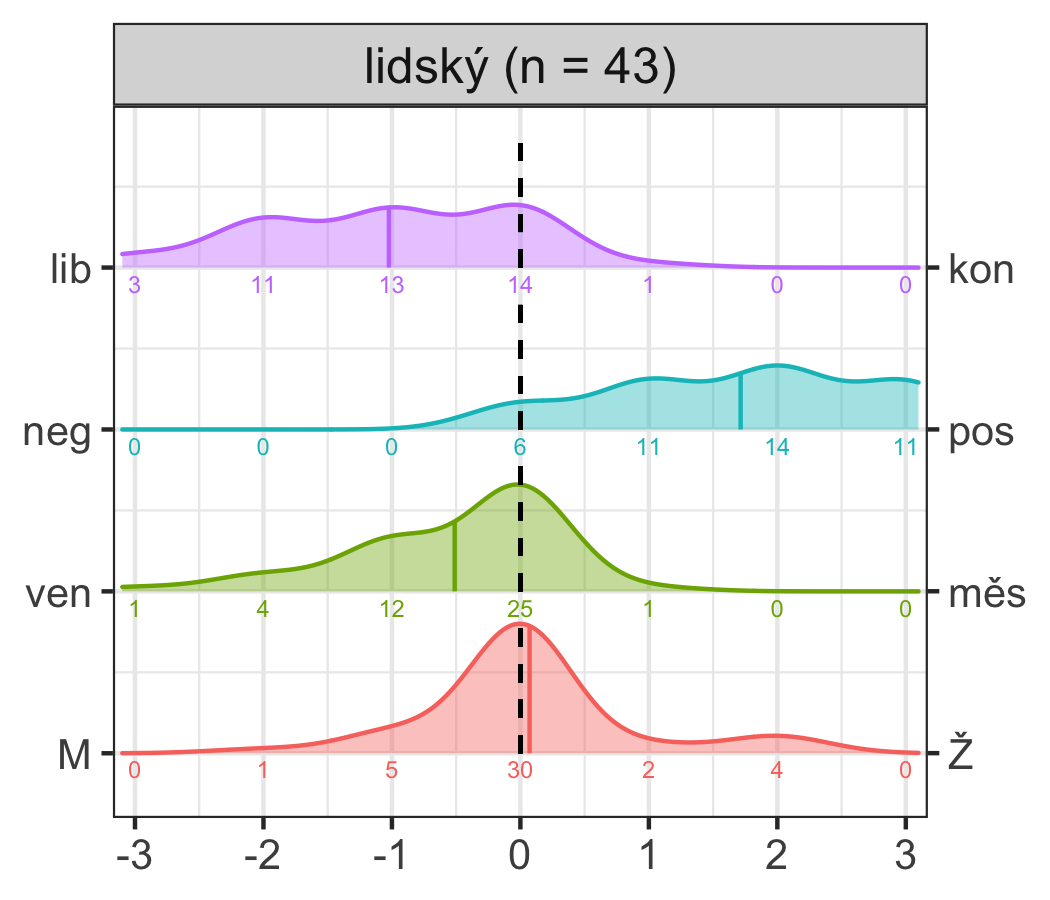 lidský (n = 43)
lib kon
3 11 13 14 1 0 0
neg pos
0 0 0 6 11 14 11
ven měs
1 4 12 25 1 0 0
M Ž
0 1 5 30 2 4 0
-3 -2 -1 0 1 2 3